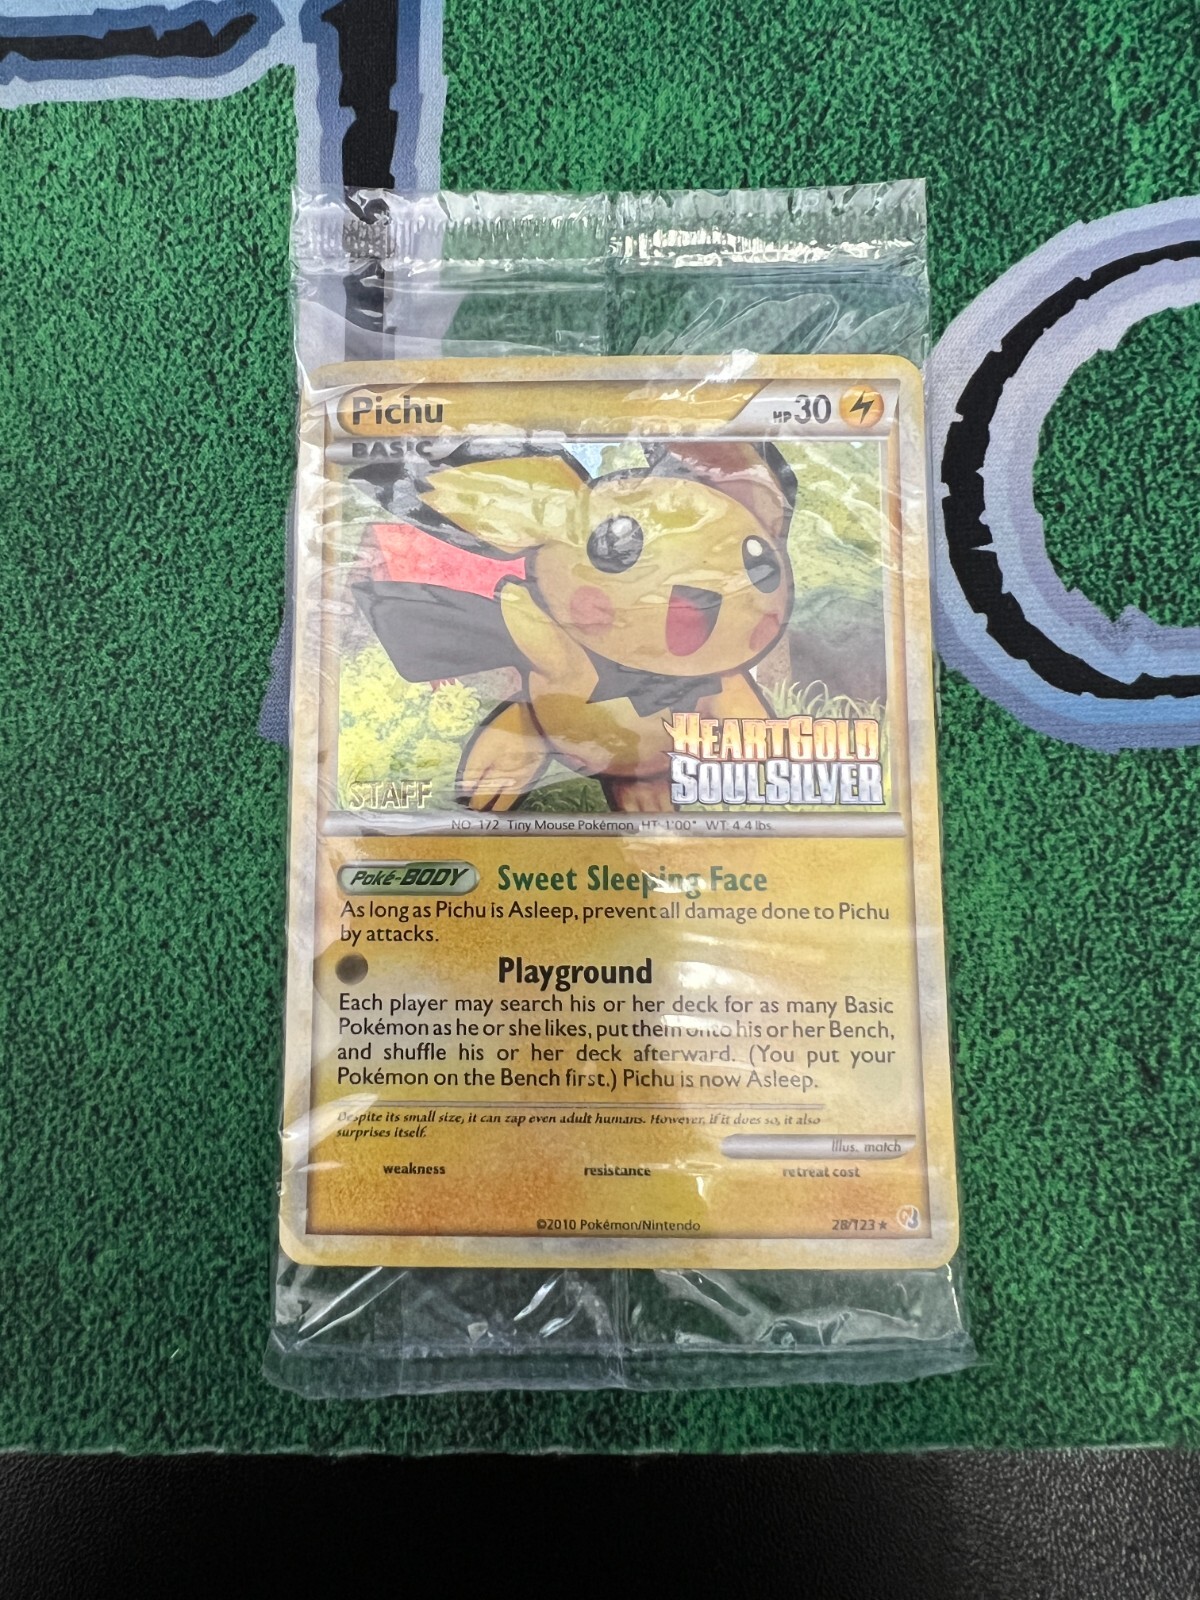 Pichu HP 30
BASIC
HEARTGOLD
SOULSILVER
STAFF
NO. 172 Tiny Mouse Pokémon HT: 1'00" WT: 4.4 lbs.
Poké-BODY Sweet Sleeping Face
As long as Pichu is Asleep, prevent all damage done to Pichu
by attacks.
Playground
Each player may search his or her deck for as many Basic
Pokémon as he or she likes, put them onto his or her Bench,
and shuffle his or her deck afterward. (You put your
Pokémon on the Bench first.) Pichu is now Asleep.
Despite its small size, it can zap even adult humans. However, if it does so, it also
surprises itself.
Illus. match
weakness resistance retreat cost
©2010 Pokémon/Nintendo 28/123 ★